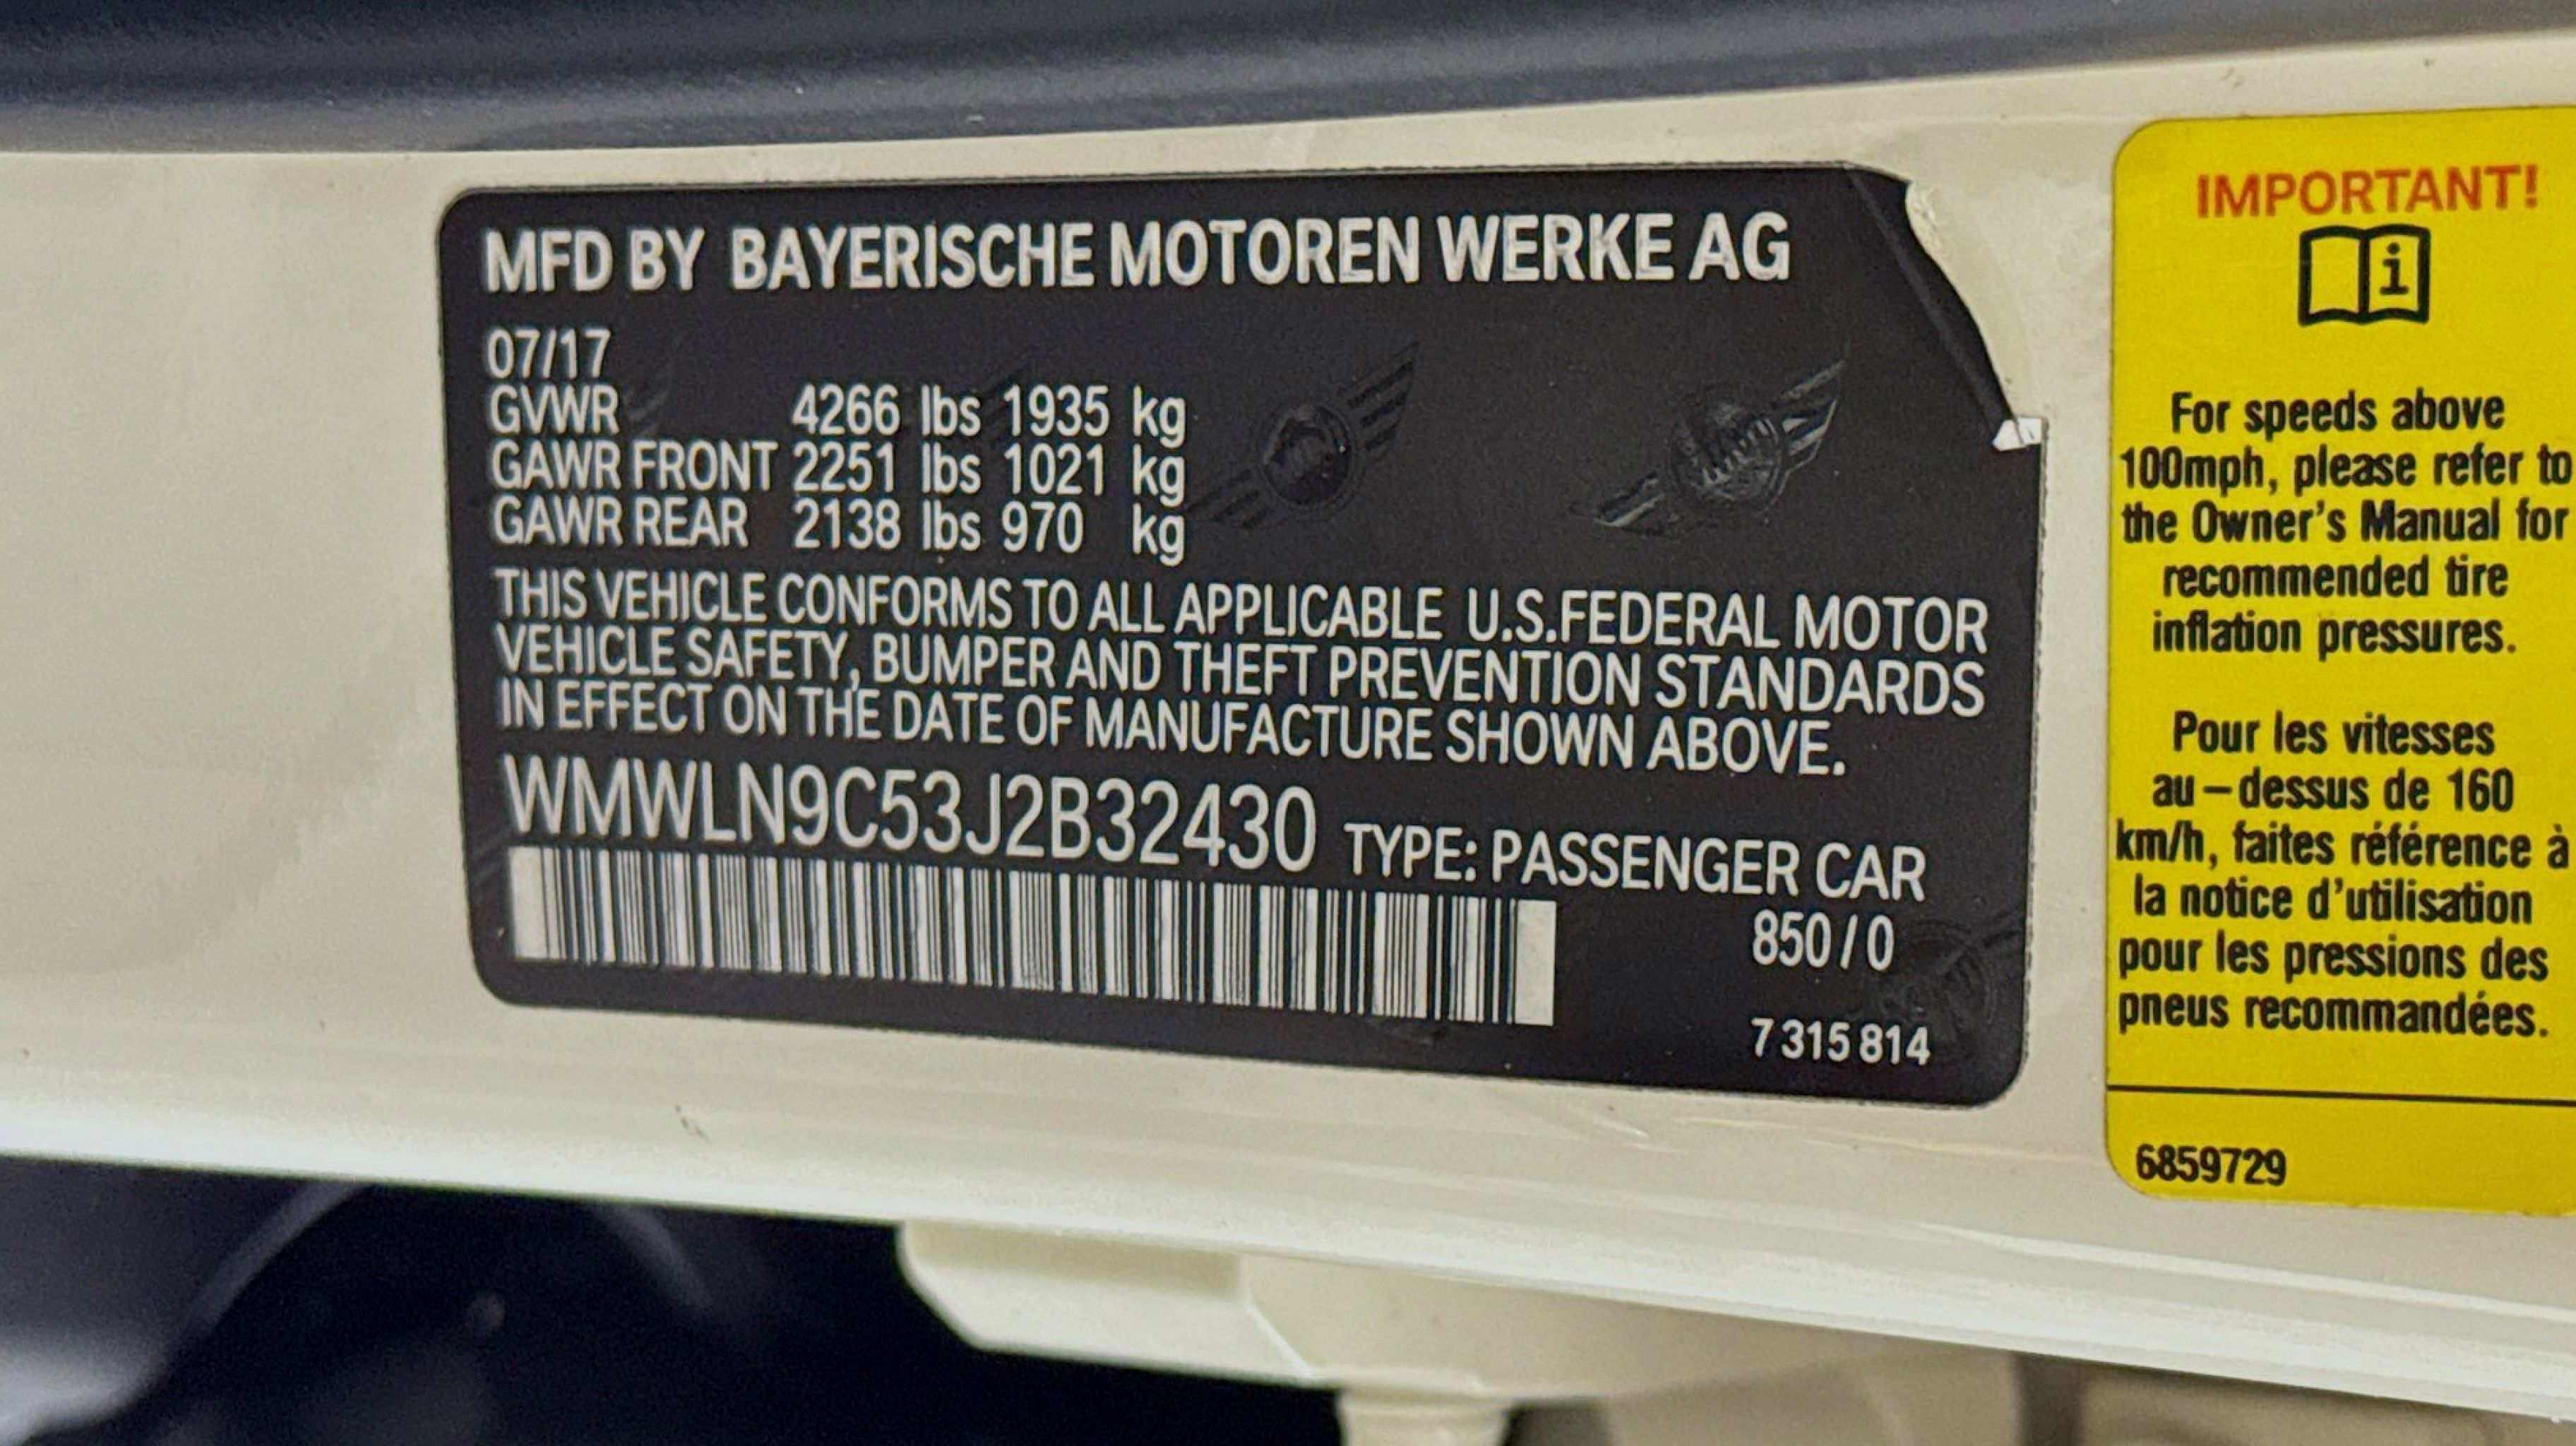 MFD BY BAYERISCHE MOTOREN WERKE AG
07/17
GVWR 4266 lbs 1935 kg
GAWR FRONT 2251 lbs 1021 kg
GAWR REAR 2138 lbs 970 kg
THIS VEHICLE CONFORMS TO ALL APPLICABLE U.S.FEDERAL MOTOR
VEHICLE SAFETY, BUMPER AND THEFT PREVENTION STANDARDS
IN EFFECT ON THE DATE OF MANUFACTURE SHOWN ABOVE.
WMWLN9C53J2B32430 TYPE: PASSENGER CAR
850/0
7 315 814
IMPORTANT!
i
For speeds above
100mph, please refer to
the Owner's Manual for
recommended tire
inflation pressures.
Pour les vitesses
au–dessus de 160
km/h, faites référence à
la notice d'utilisation
pour les pressions des
pneus recommandées.
6859729